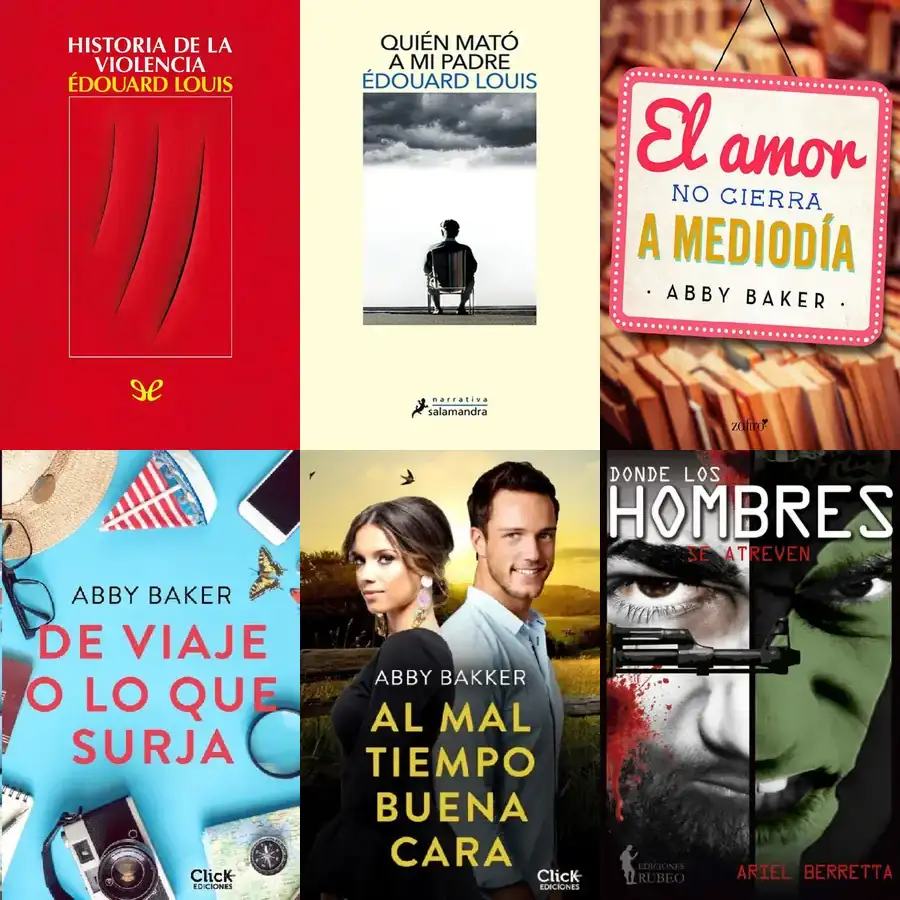 HISTORIA DE LA
VIOLENCIA
ÉDOUARD LOUIS
QUIÉN MATÓ
A MI PADRE
ÉDOUARD LOUIS
narrativa
salamandra
El amor
NO CIERRA
A MEDIODÍA
· ABBY BAKER ·
zafiro
ABBY BAKER
DE VIAJE
O LO QUE
SURJA
Click
EDICIONES
ABBY BAKKER
AL MAL
TIEMPO
BUENA
CARA
Click
EDICIONES
DONDE LOS
HOMBRES
SE ATREVEN
EDICIONES
RUBEO
ARIEL BERRETTA